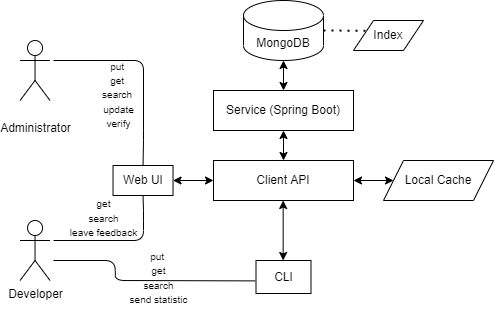 MongoDB
Index
Service (Spring Boot)
Client API
Local Cache
Web UI
CLI
Administrator
put
get
search
update
verify
Developer
get
search
leave feedback
put
get
search
send statistic